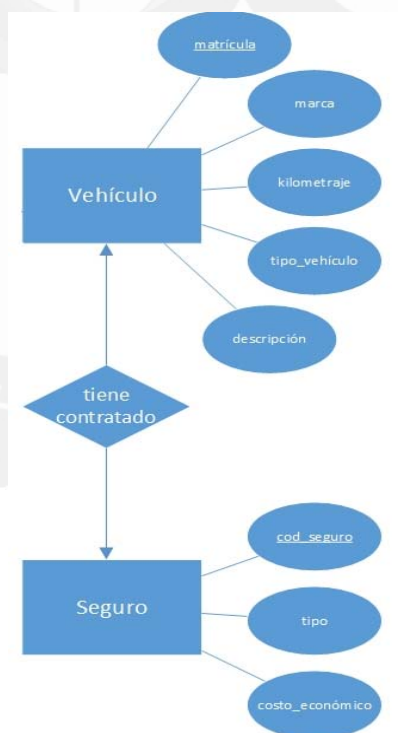 matrícula
marca
Vehículo
kilometraje
tipo_vehículo
descripción
tiene
contratado
cod_seguro
Seguro
tipo
costo_económico